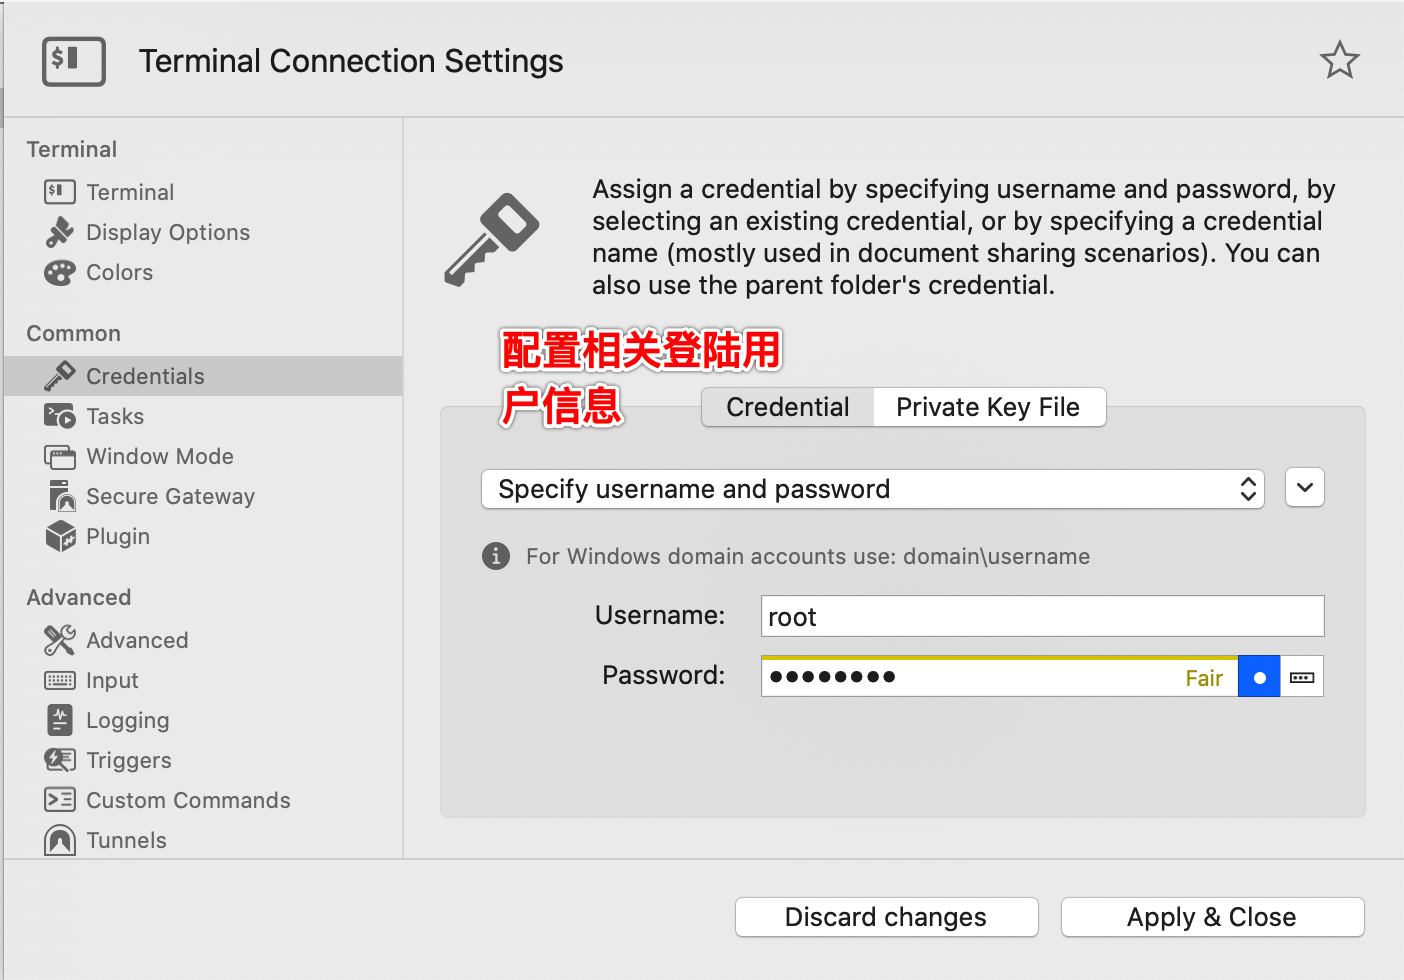 Terminal Connection Settings
Terminal
Terminal
Display Options
Colors
Common
Credentials
Tasks
Window Mode
Secure Gateway
Plugin
Advanced
Advanced
Input
Logging
Triggers
Custom Commands
Tunnels
Assign a credential by specifying username and password, by
selecting an existing credential, or by specifying a credential
name (mostly used in document sharing scenarios). You can
also use the parent folder's credential.
配置相关登陆用
户信息
Credential Private Key File
Specify username and password
For Windows domain accounts use: domain\username
Username: root
Password: ●●●●●●●● Fair
Discard changes Apply & Close